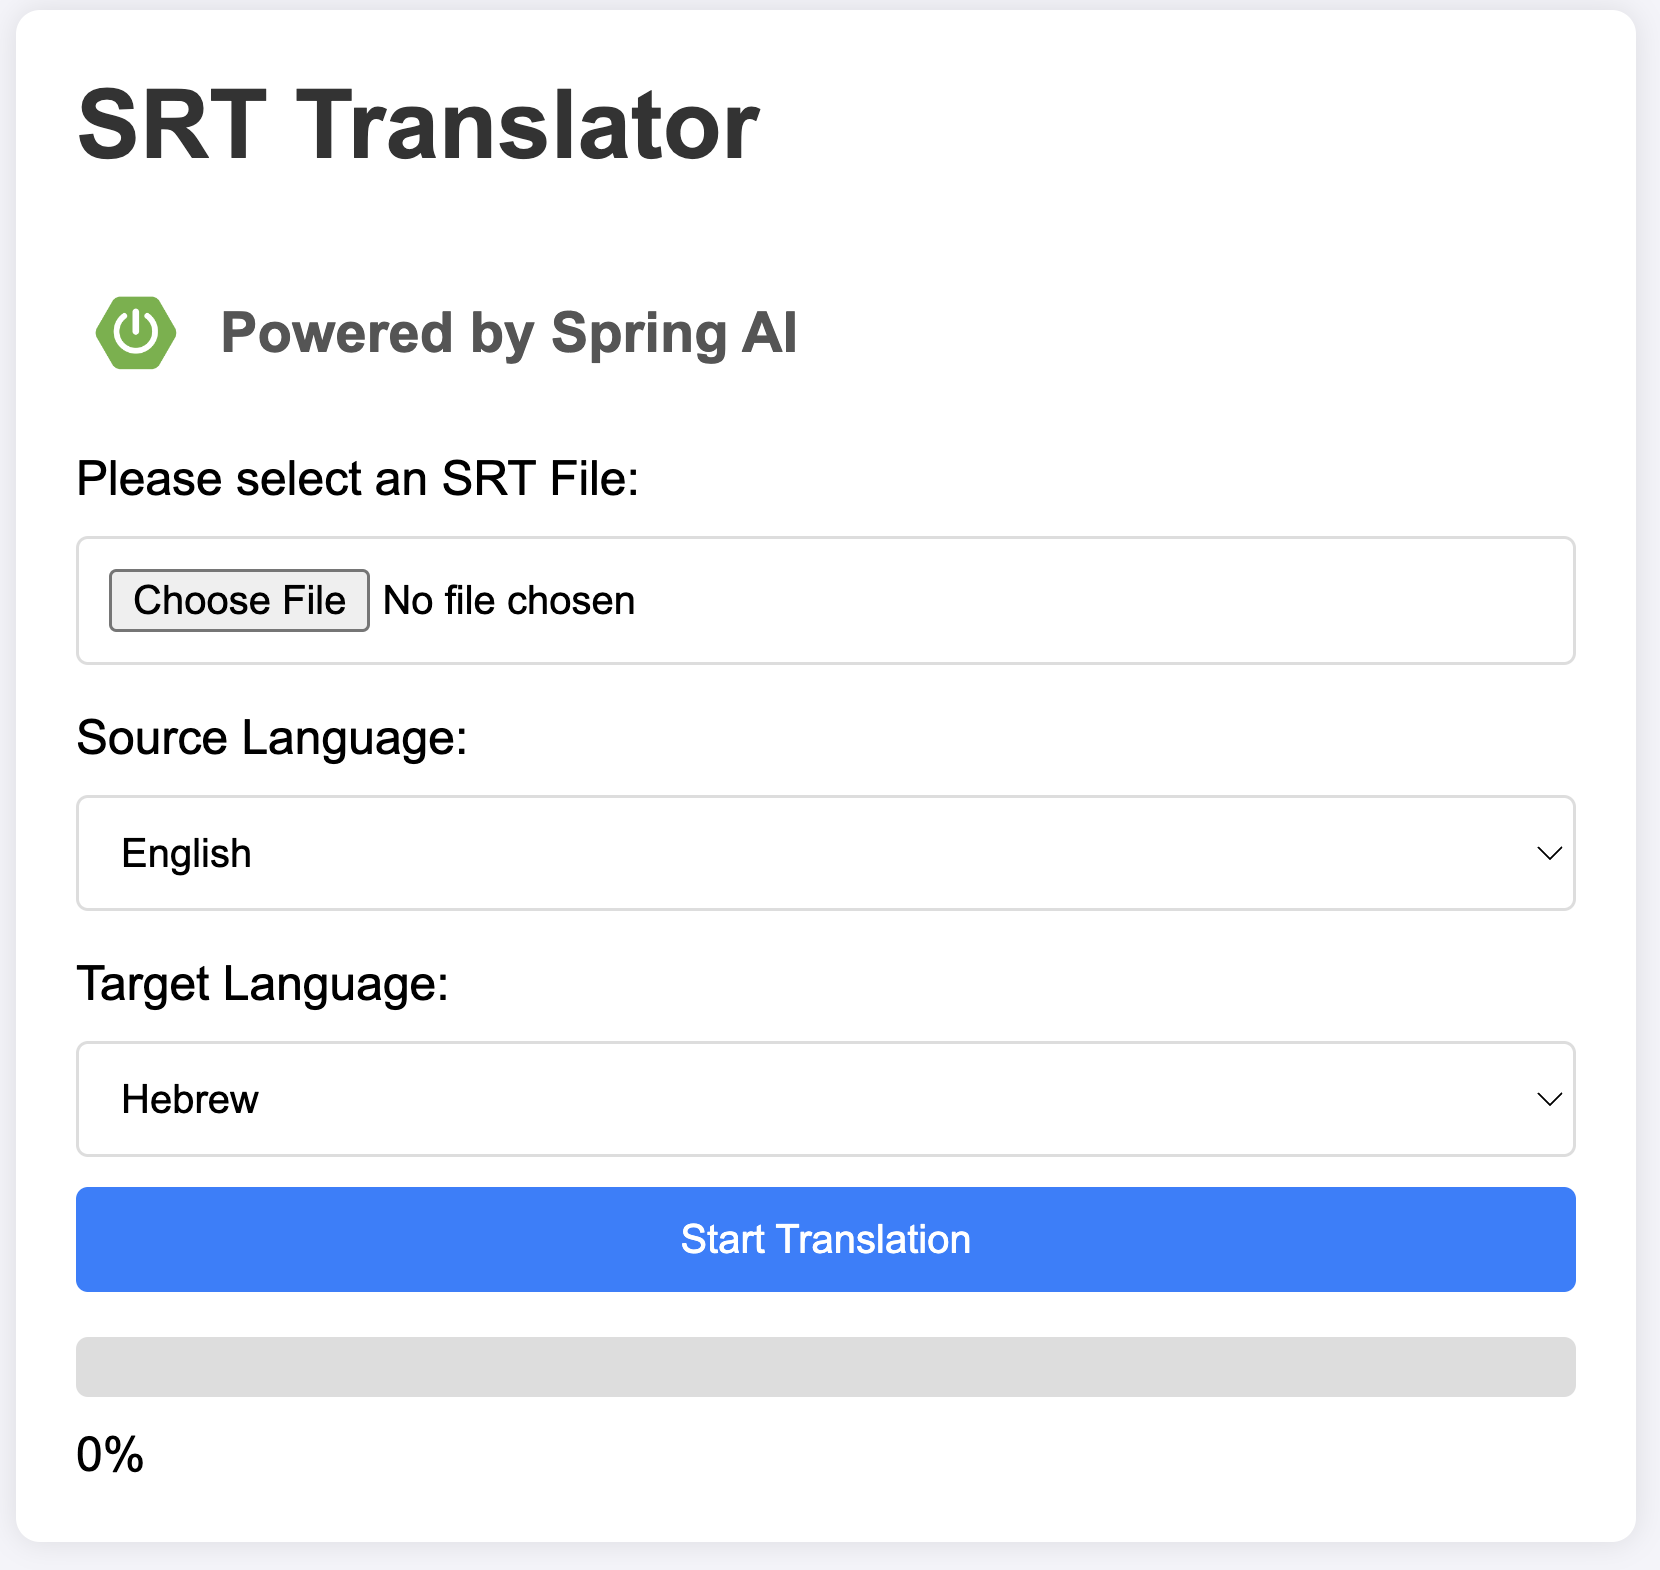 SRT Translator
Powered by Spring AI
Please select an SRT File:
Choose File No file chosen
Source Language:
English
Target Language:
Hebrew
Start Translation
0%